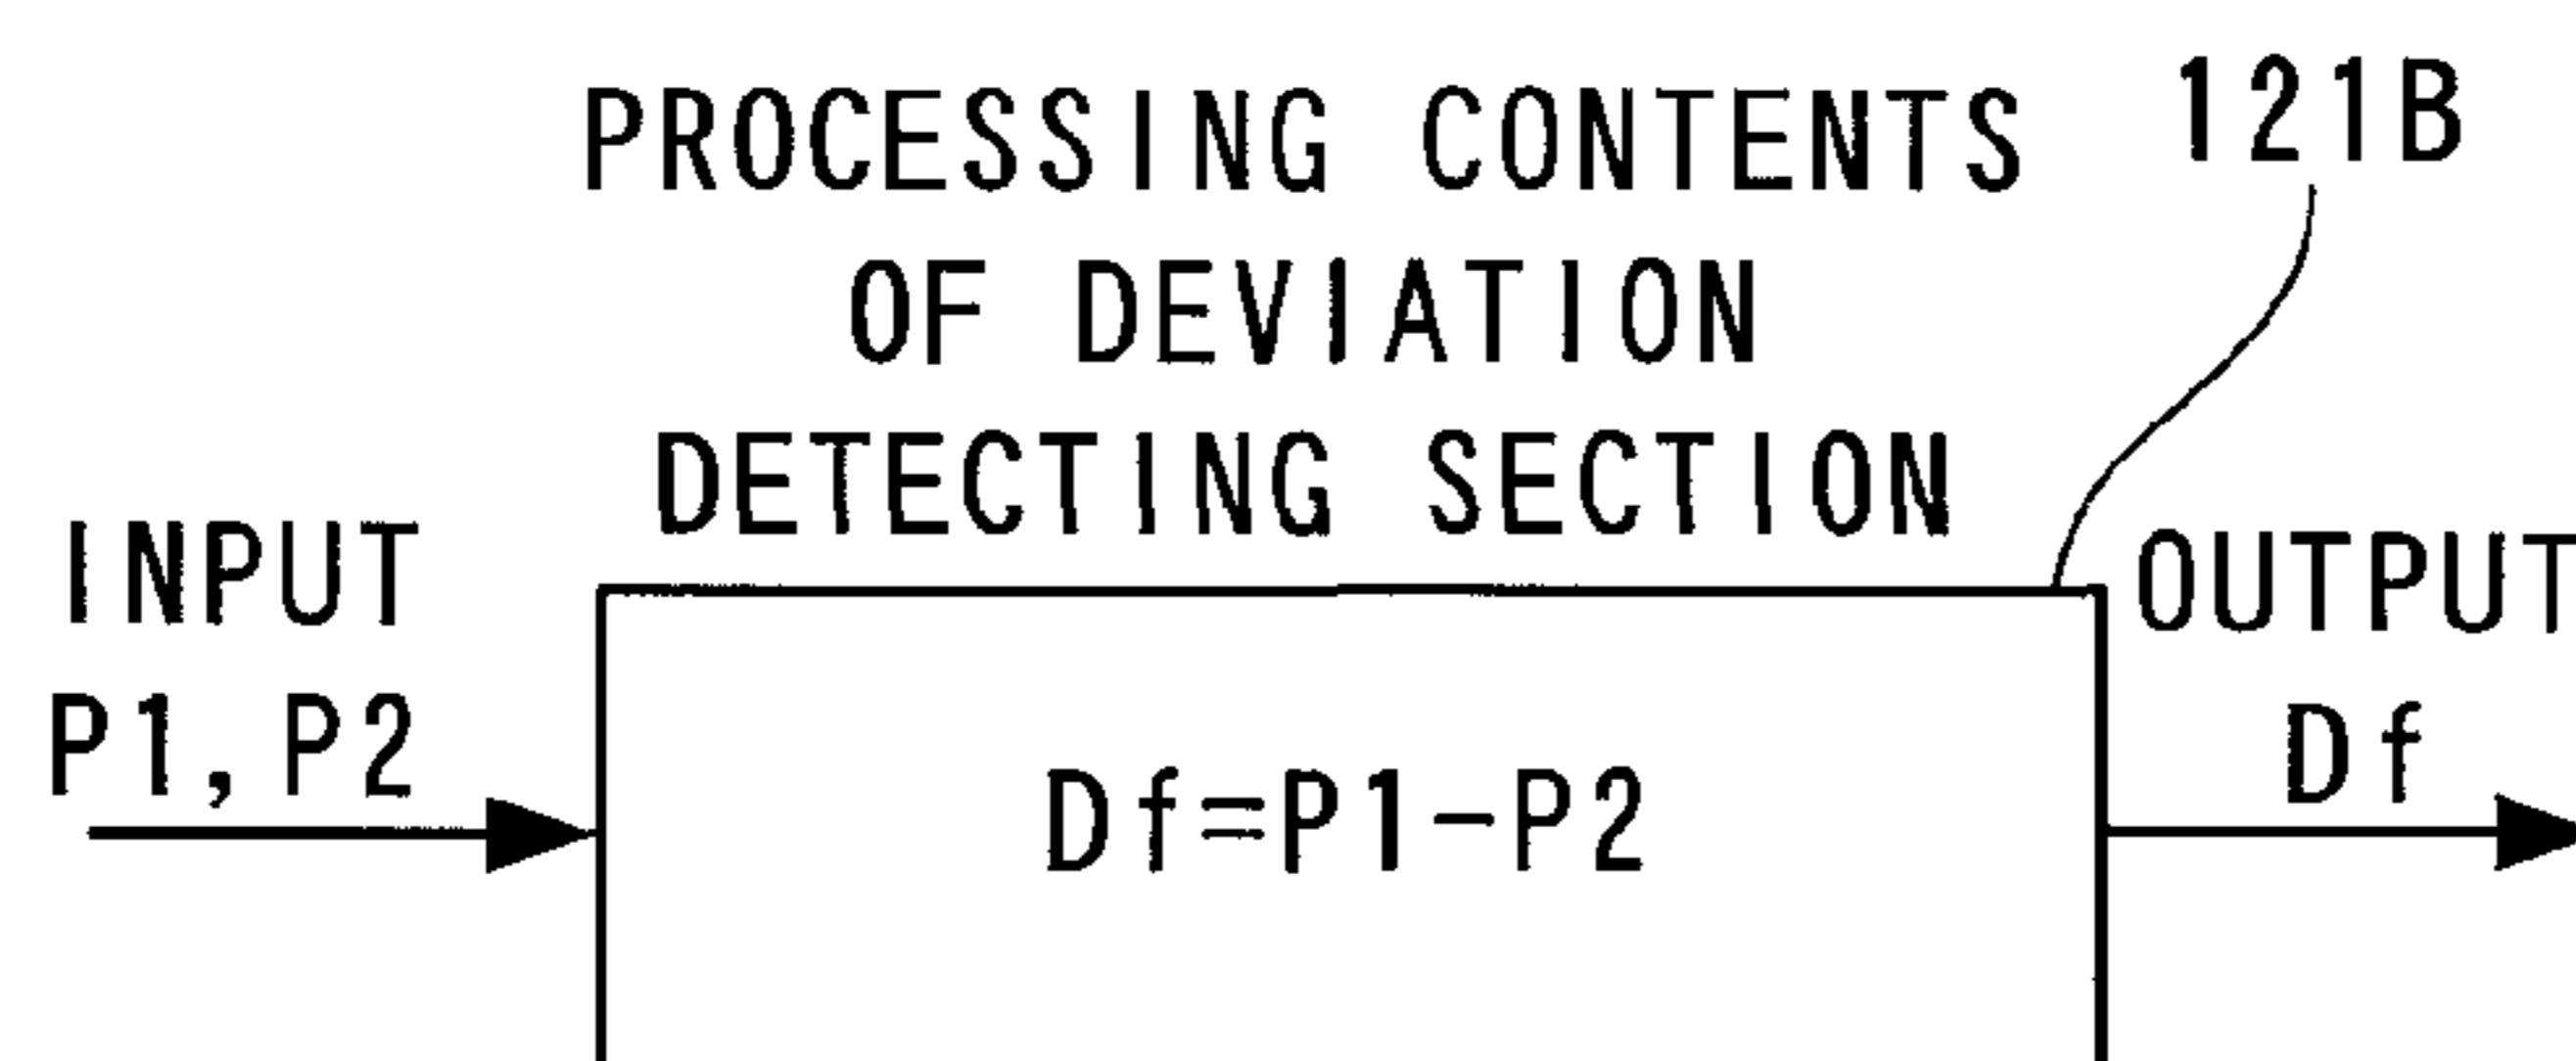 PROCESSING CONTENTS
OF DEVIATION
DETECTING SECTION
121B
INPUT
P1,P2
Df=P1-P2
OUTPUT
Df